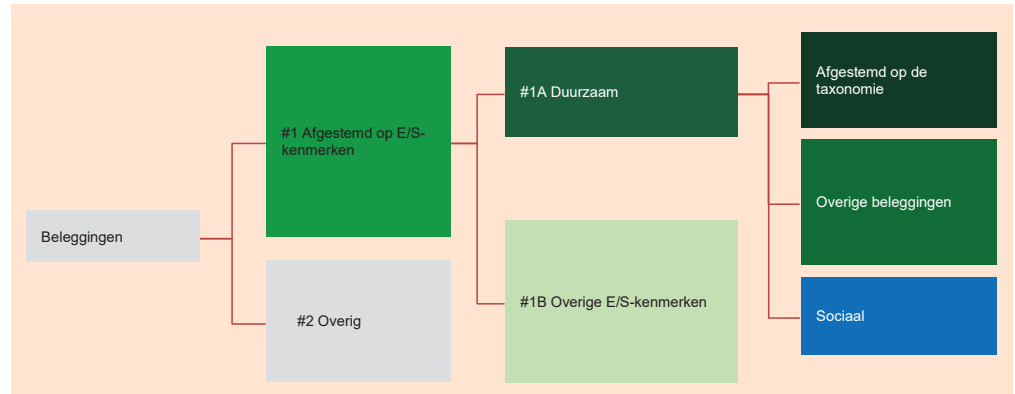 Beleggingen
#1 Afgestemd op E/S-
kenmerken
#2 Overig
#1A Duurzaam
#1B Overige E/S-kenmerken
Afgestemd op de
taxonomie
Overige beleggingen
Sociaal